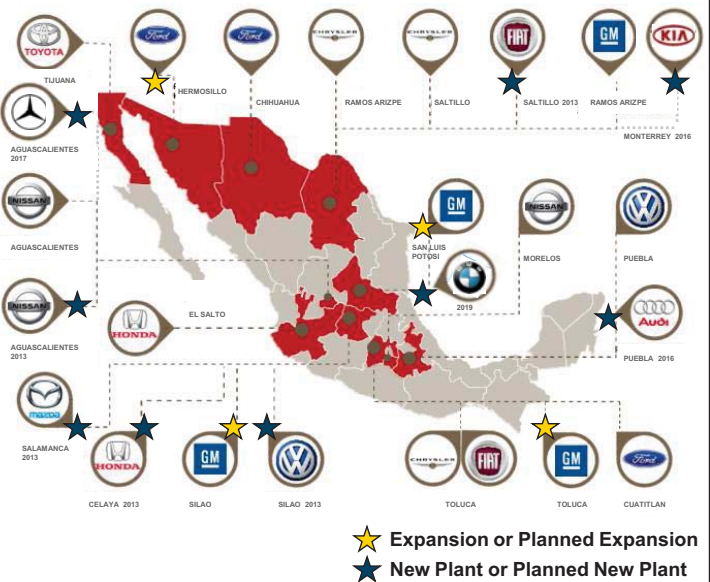 TOYOTA
Ford
Ford
CHRYSLER
CHRYSLER
FIAT
GM
KIA
TIJUANA
HERMOSILLO
CHIHUAHUA
RAMOS ARIZPE
SALTILLO
SALTILLO 2013
RAMOS ARIZPE
MONTERREY 2016
AGUASCALIENTES
2017
NISSAN
AGUASCALIENTES
GM
SAN LUIS
POTOSI
NISSAN
MORELOS
PUEBLA
BMW
2019
NISSAN
AGUASCALIENTES
2013
EL SALTO
HONDA
Audi
PUEBLA 2016
mazda
SALAMANCA
2013
HONDA
CELAYA 2013
GM
SILAO
SILAO 2013
CHRYSLER
FIAT
TOLUCA
GM
TOLUCA
Ford
CUATITLAN
Expansion or Planned Expansion
New Plant or Planned New Plant